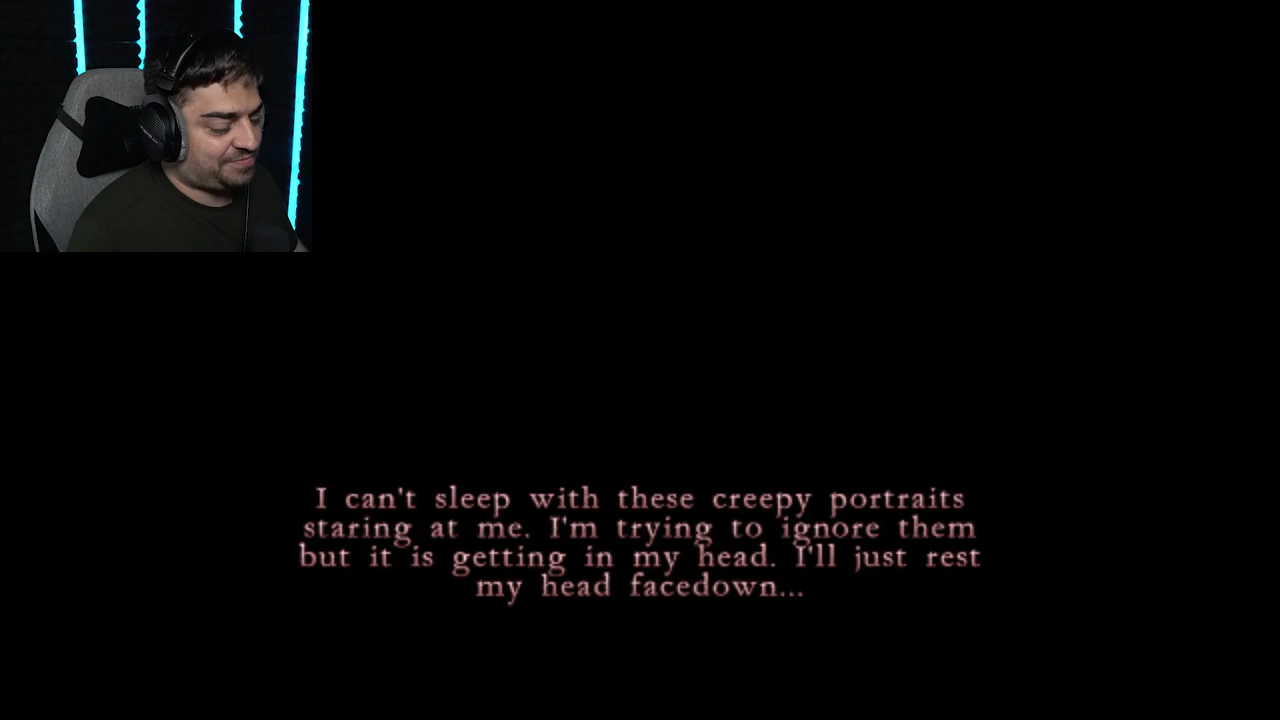 I can't sleep with these creepy portraits
staring at me. I'm trying to ignore them
but it is getting in my head. I'll just rest
my head facedown...